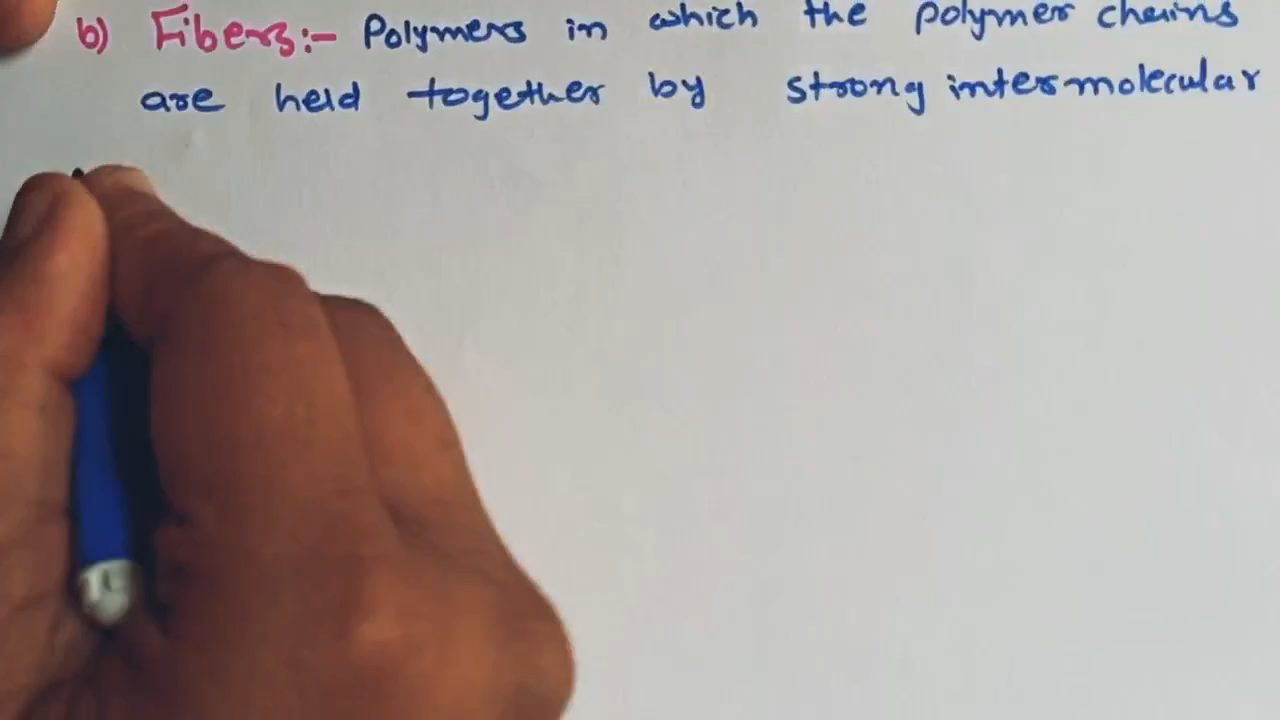 b) Fibers:- Polymers in which the polymer chains
are held together by strong intermolecular